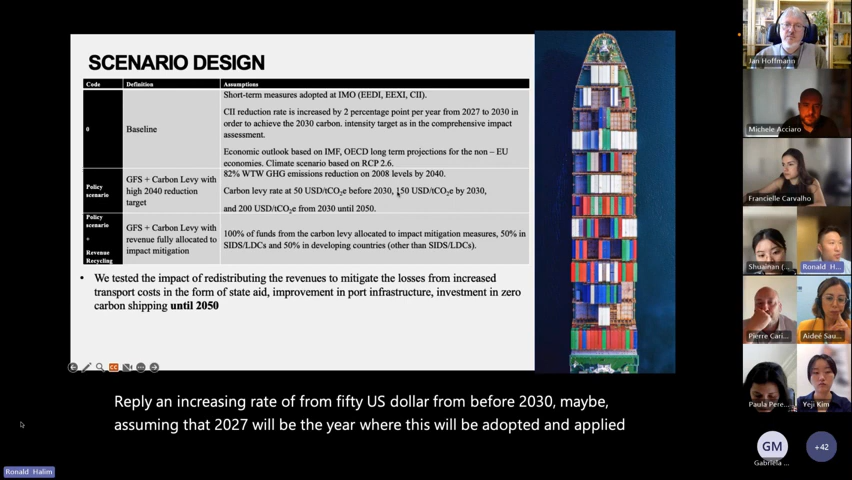 SCENARIO DESIGN
Code
Definition
Assumptions
0
Baseline
Short-term measures adopted at IMO (EEDI, EEXI, CII).
CII reduction rate is increased by 2 percentage point per year from 2027 to 2030 in
order to achieve the 2030 carbon. intensity target as in the comprehensive impact
assessment.
Economic outlook based on IMF, OECD long term projections for the non – EU
economies. Climate scenario based on RCP 2.6.
Policy
scenario
GFS + Carbon Levy with
high 2040 reduction
target
82% WTW GHG emissions reduction on 2008 levels by 2040.
Carbon levy rate at 50 USD/tCO2e before 2030, 150 USD/tCO2e by 2030,
and 200 USD/tCO2e from 2030 until 2050.
Policy
scenario
+
Revenue
Recycling
GFS + Carbon Levy with
revenue fully allocated to
impact mitigation
100% of funds from the carbon levy allocated to impact mitigation measures, 50% in
SIDS/LDCs and 50% in developing countries (other than SIDS/LDCs).
• We tested the impact of redistributing the revenues to mitigate the losses from increased
transport costs in the form of state aid, improvement in port infrastructure, investment in zero
carbon shipping until 2050
Reply an increasing rate of from fifty US dollar from before 2030, maybe,
assuming that 2027 will be the year where this will be adopted and applied
Ronald Halim
Jan Hoffmann
Michele Acciaro
Francielle Carvalho
Shuainan (...
Ronald H...
Pierre Cari...
Aideé Sau...
Paula Pere...
Yeji Kim
GM
Gabriela ...
+42